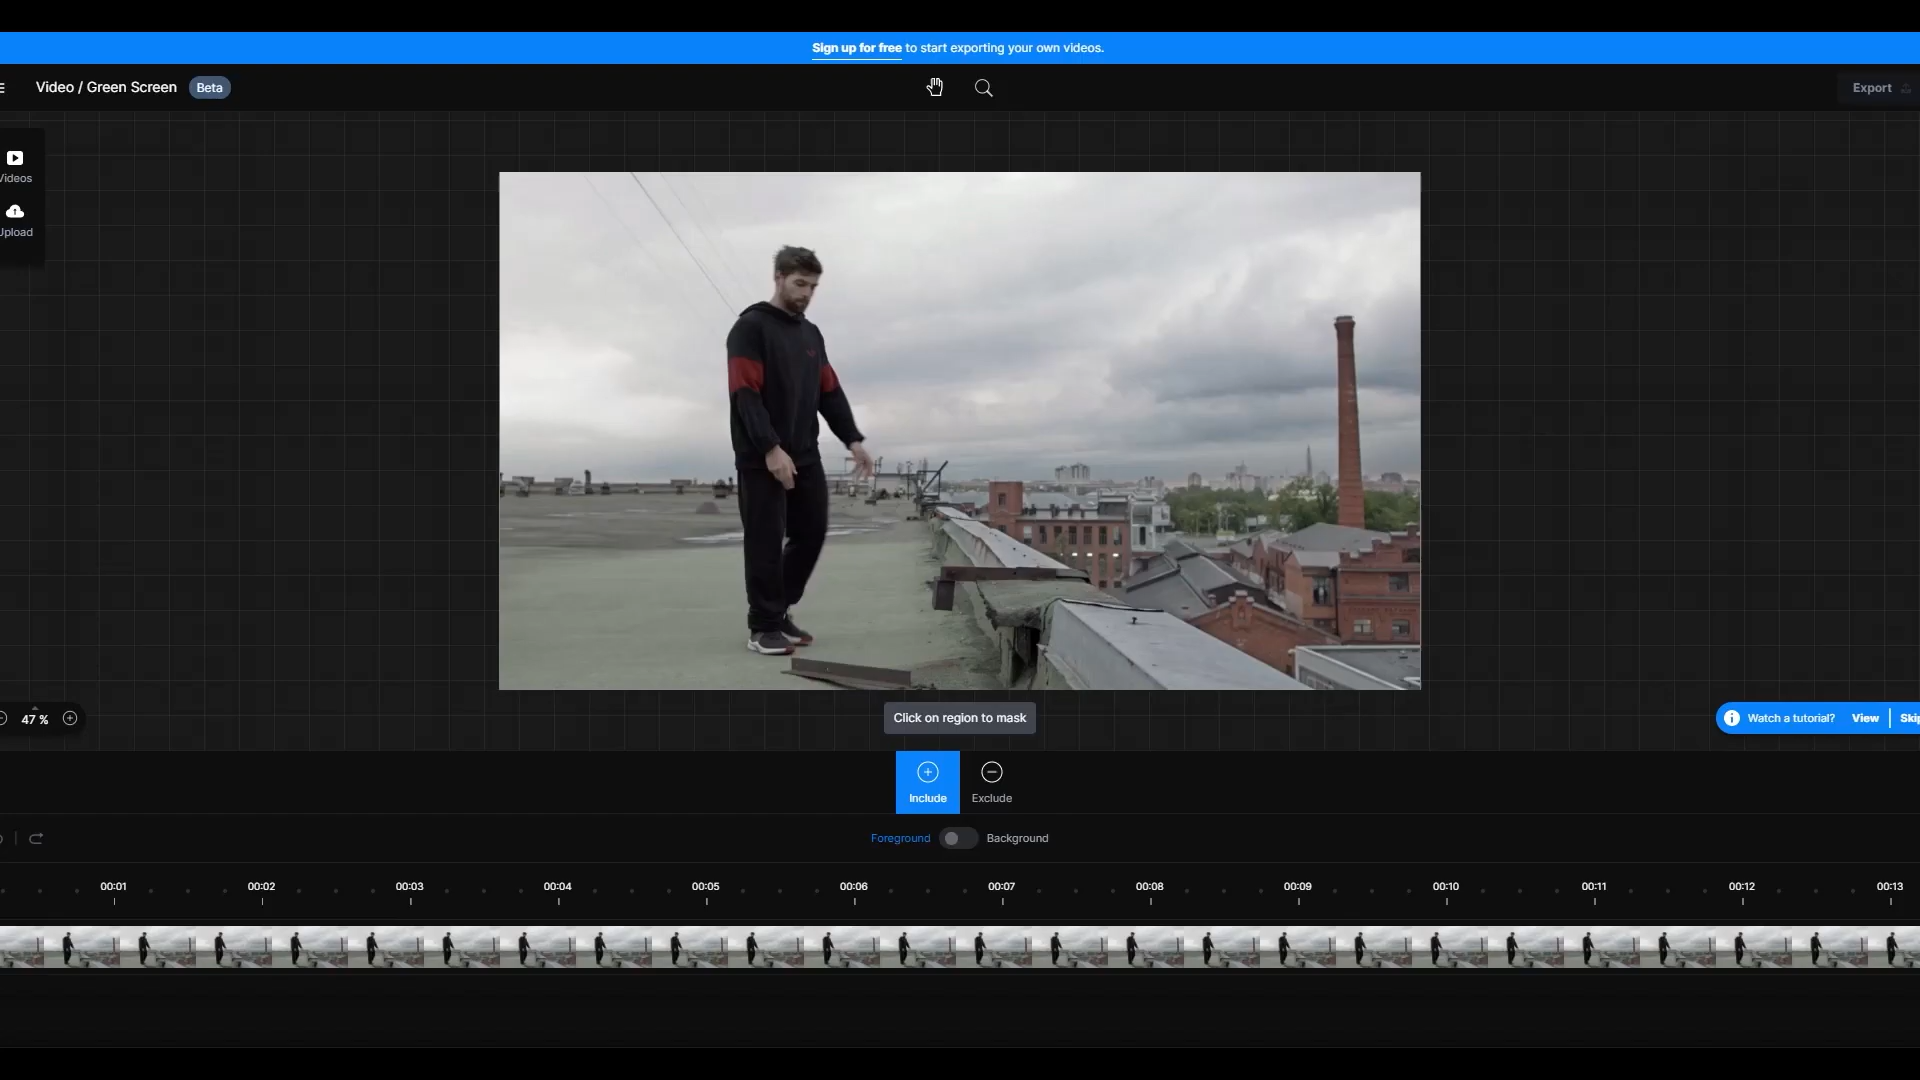 Sign up for free to start exporting your own videos.
Video / Green Screen Beta
Export
Videos
Upload
47 %
Click on region to mask
Watch a tutorial? View Skip
Include Exclude
Foreground Background
00:01 00:02 00:03 00:04 00:05 00:06 00:07 00:08 00:09 00:10 00:11 00:12 00:13